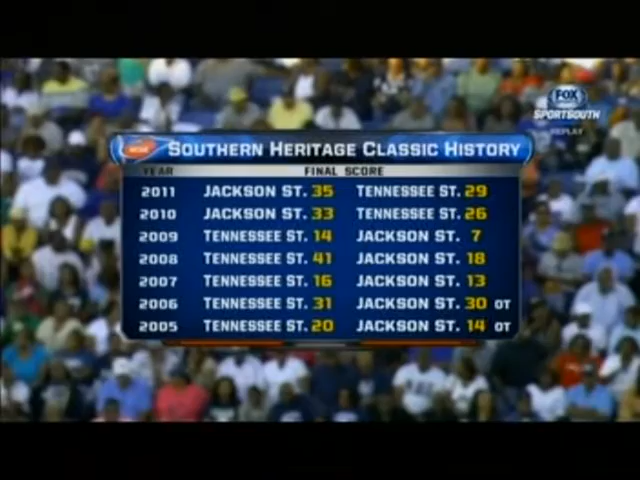 FOX
SPORTSOUTH
REPLAY
SOUTHERN HERITAGE CLASSIC HISTORY
YEAR FINAL SCORE
2011 JACKSON ST. 35 TENNESSEE ST. 29
2010 JACKSON ST. 33 TENNESSEE ST. 26
2009 TENNESSEE ST. 14 JACKSON ST. 7
2008 TENNESSEE ST. 41 JACKSON ST. 18
2007 TENNESSEE ST. 16 JACKSON ST. 13
2006 TENNESSEE ST. 31 JACKSON ST. 30 OT
2005 TENNESSEE ST. 20 JACKSON ST. 14 OT